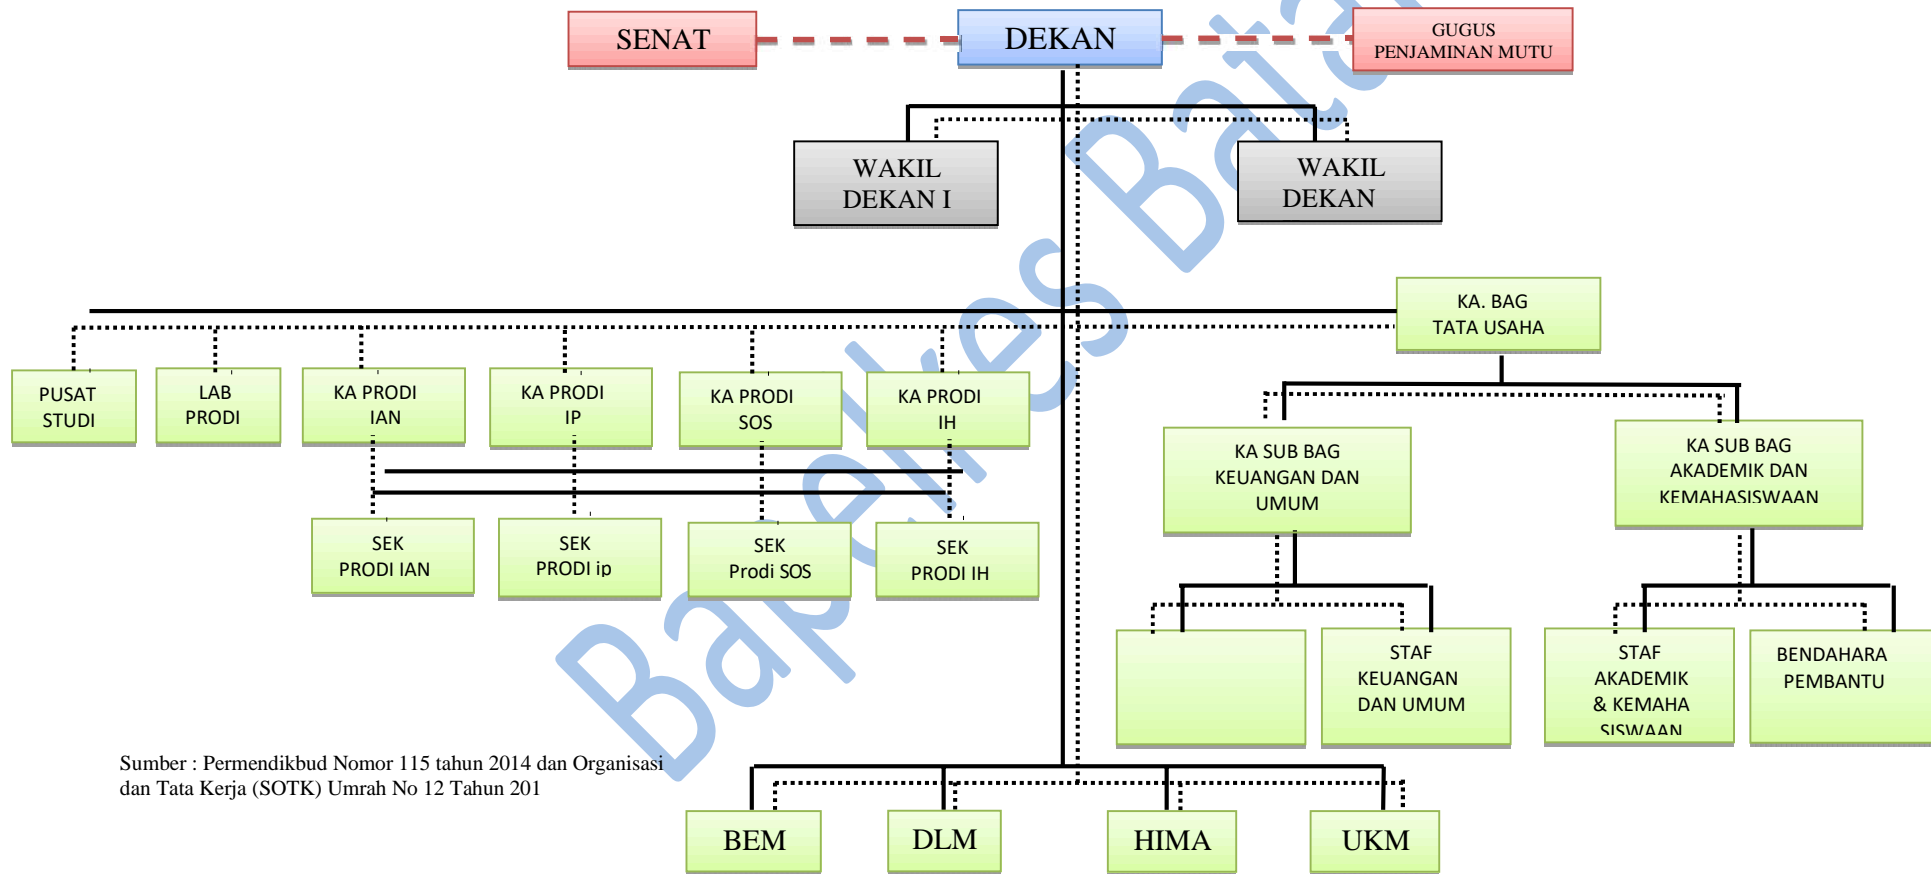 SENAT
DEKAN
GUGUS
PENJAMINAN MUTU
WAKIL
DEKAN I
WAKIL
DEKAN
KA. BAG
TATA USAHA
PUSAT
STUDI
LAB
PRODI
KA PRODI
IAN
KA PRODI
IP
KA PRODI
SOS
KA PRODI
IH
KA SUB BAG
KEUANGAN DAN
UMUM
KA SUB BAG
AKADEMIK DAN
KEMAHASISWAAN
SEK
PRODI IAN
SEK
PRODI ip
SEK
Prodi SOS
SEK
PRODI IH
STAF
KEUANGAN
DAN UMUM
STAF
AKADEMIK
& KEMAHA
SISWAAN
BENDAHARA
PEMBANTU
Sumber : Permendikbud Nomor 115 tahun 2014 dan Organisasi
dan Tata Kerja (SOTK) Umrah No 12 Tahun 201
BEM
DLM
HIMA
UKM
Bapelkes